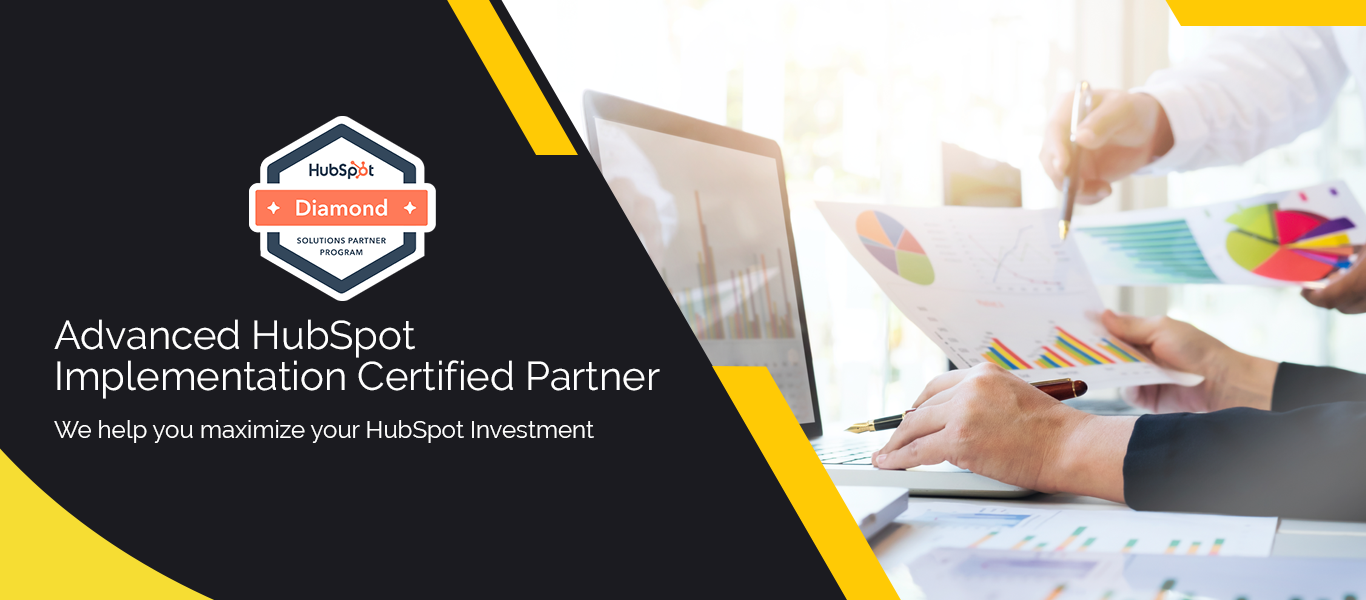 HubSpot
Diamond
SOLUTIONS PARTNER
PROGRAM
Advanced HubSpot
Implementation Certified Partner
We help you maximize your HubSpot Investment